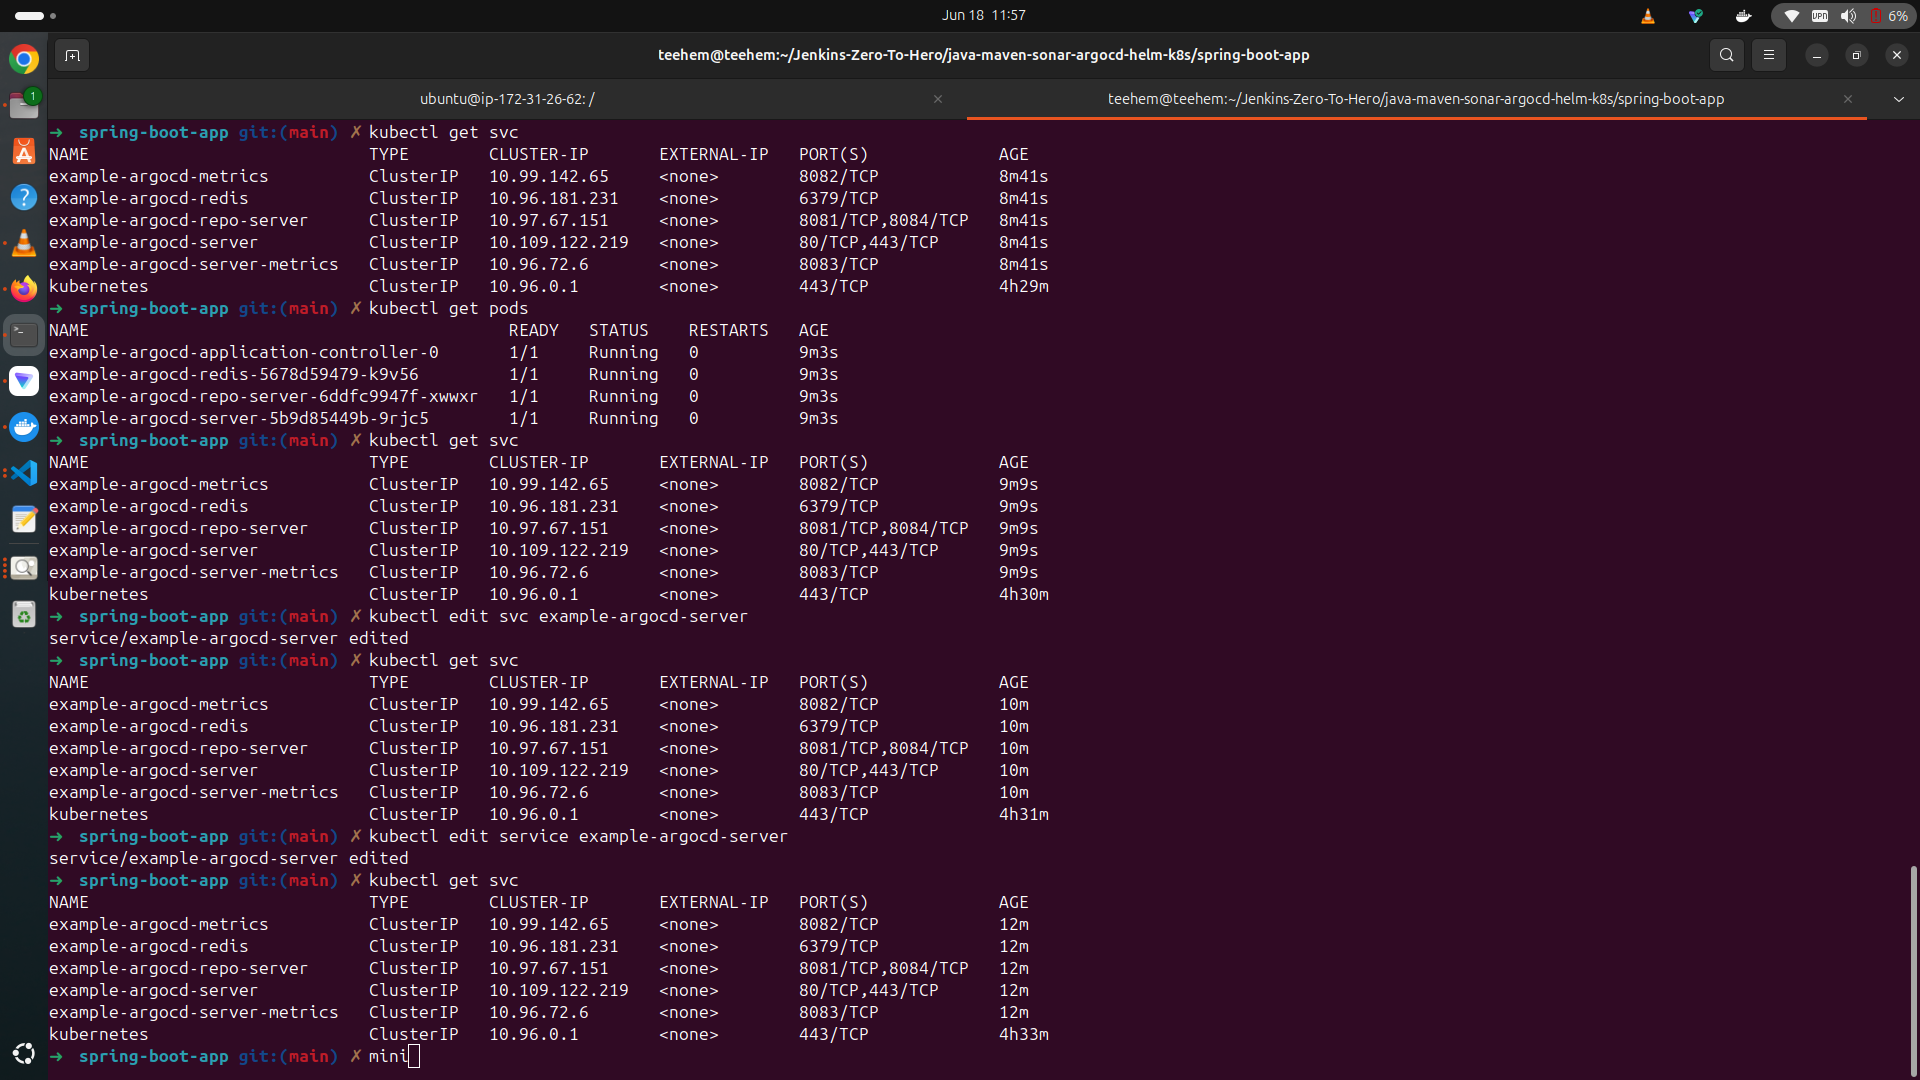 Jun 18 11:57
VPN
6%
teehem@teehem:~/Jenkins-Zero-To-Hero/java-maven-sonar-argocd-helm-k8s/spring-boot-app
1
ubuntu@ip-172-31-26-62: /
teehem@teehem:~/Jenkins-Zero-To-Hero/java-maven-sonar-argocd-helm-k8s/spring-boot-app
➜ spring-boot-app git:(main) ✗ kubectl get svc
NAME TYPE CLUSTER-IP EXTERNAL-IP PORT(S) AGE
example-argocd-metrics ClusterIP 10.99.142.65 <none> 8082/TCP 8m41s
example-argocd-redis ClusterIP 10.96.181.231 <none> 6379/TCP 8m41s
example-argocd-repo-server ClusterIP 10.97.67.151 <none> 8081/TCP,8084/TCP 8m41s
example-argocd-server ClusterIP 10.109.122.219 <none> 80/TCP,443/TCP 8m41s
example-argocd-server-metrics ClusterIP 10.96.72.6 <none> 8083/TCP 8m41s
kubernetes ClusterIP 10.96.0.1 <none> 443/TCP 4h29m
➜ spring-boot-app git:(main) ✗ kubectl get pods
NAME READY STATUS RESTARTS AGE
example-argocd-application-controller-0 1/1 Running 0 9m3s
example-argocd-redis-5678d59479-k9v56 1/1 Running 0 9m3s
example-argocd-repo-server-6ddfc9947f-xwwxr 1/1 Running 0 9m3s
example-argocd-server-5b9d85449b-9rjc5 1/1 Running 0 9m3s
➜ spring-boot-app git:(main) ✗ kubectl get svc
NAME TYPE CLUSTER-IP EXTERNAL-IP PORT(S) AGE
example-argocd-metrics ClusterIP 10.99.142.65 <none> 8082/TCP 9m9s
example-argocd-redis ClusterIP 10.96.181.231 <none> 6379/TCP 9m9s
example-argocd-repo-server ClusterIP 10.97.67.151 <none> 8081/TCP,8084/TCP 9m9s
example-argocd-server ClusterIP 10.109.122.219 <none> 80/TCP,443/TCP 9m9s
example-argocd-server-metrics ClusterIP 10.96.72.6 <none> 8083/TCP 9m9s
kubernetes ClusterIP 10.96.0.1 <none> 443/TCP 4h30m
➜ spring-boot-app git:(main) ✗ kubectl edit svc example-argocd-server
service/example-argocd-server edited
➜ spring-boot-app git:(main) ✗ kubectl get svc
NAME TYPE CLUSTER-IP EXTERNAL-IP PORT(S) AGE
example-argocd-metrics ClusterIP 10.99.142.65 <none> 8082/TCP 10m
example-argocd-redis ClusterIP 10.96.181.231 <none> 6379/TCP 10m
example-argocd-repo-server ClusterIP 10.97.67.151 <none> 8081/TCP,8084/TCP 10m
example-argocd-server ClusterIP 10.109.122.219 <none> 80/TCP,443/TCP 10m
example-argocd-server-metrics ClusterIP 10.96.72.6 <none> 8083/TCP 10m
kubernetes ClusterIP 10.96.0.1 <none> 443/TCP 4h31m
➜ spring-boot-app git:(main) ✗ kubectl edit service example-argocd-server
service/example-argocd-server edited
➜ spring-boot-app git:(main) ✗ kubectl get svc
NAME TYPE CLUSTER-IP EXTERNAL-IP PORT(S) AGE
example-argocd-metrics ClusterIP 10.99.142.65 <none> 8082/TCP 12m
example-argocd-redis ClusterIP 10.96.181.231 <none> 6379/TCP 12m
example-argocd-repo-server ClusterIP 10.97.67.151 <none> 8081/TCP,8084/TCP 12m
example-argocd-server ClusterIP 10.109.122.219 <none> 80/TCP,443/TCP 12m
example-argocd-server-metrics ClusterIP 10.96.72.6 <none> 8083/TCP 12m
kubernetes ClusterIP 10.96.0.1 <none> 443/TCP 4h33m
➜ spring-boot-app git:(main) ✗ mini